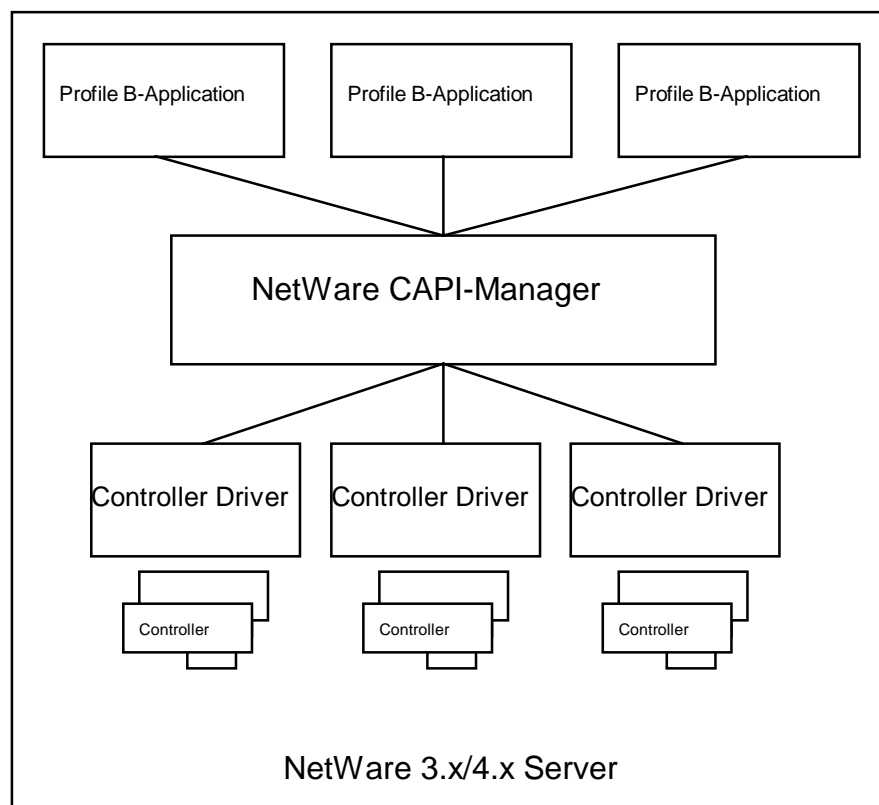 Profile B-Application
Profile B-Application
Profile B-Application
NetWare CAPI-Manager
Controller Driver
Controller Driver
Controller Driver
Controller
Controller
Controller
NetWare 3.x/4.x Server